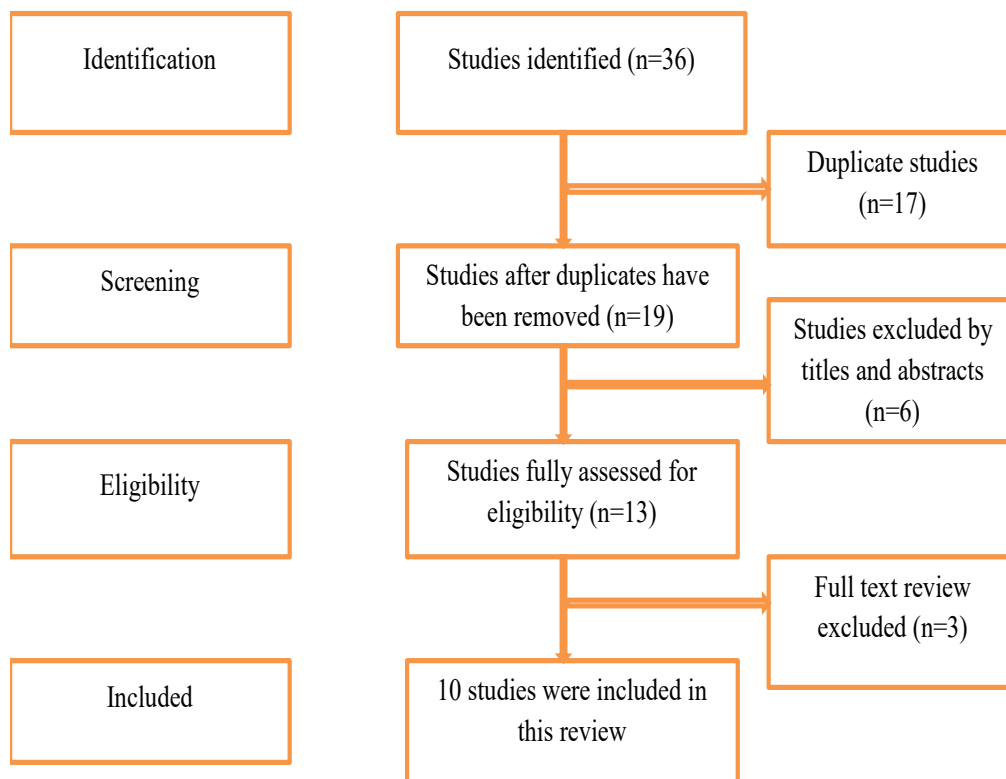 Identification
Studies identified (n=36)
Duplicate studies
(n=17)
Screening
Studies after duplicates have
been removed (n=19)
Studies excluded by
titles and abstracts
(n=6)
Eligibility
Studies fully assessed for
eligibility (n=13)
Full text review
excluded (n=3)
Included
10 studies were included in
this review